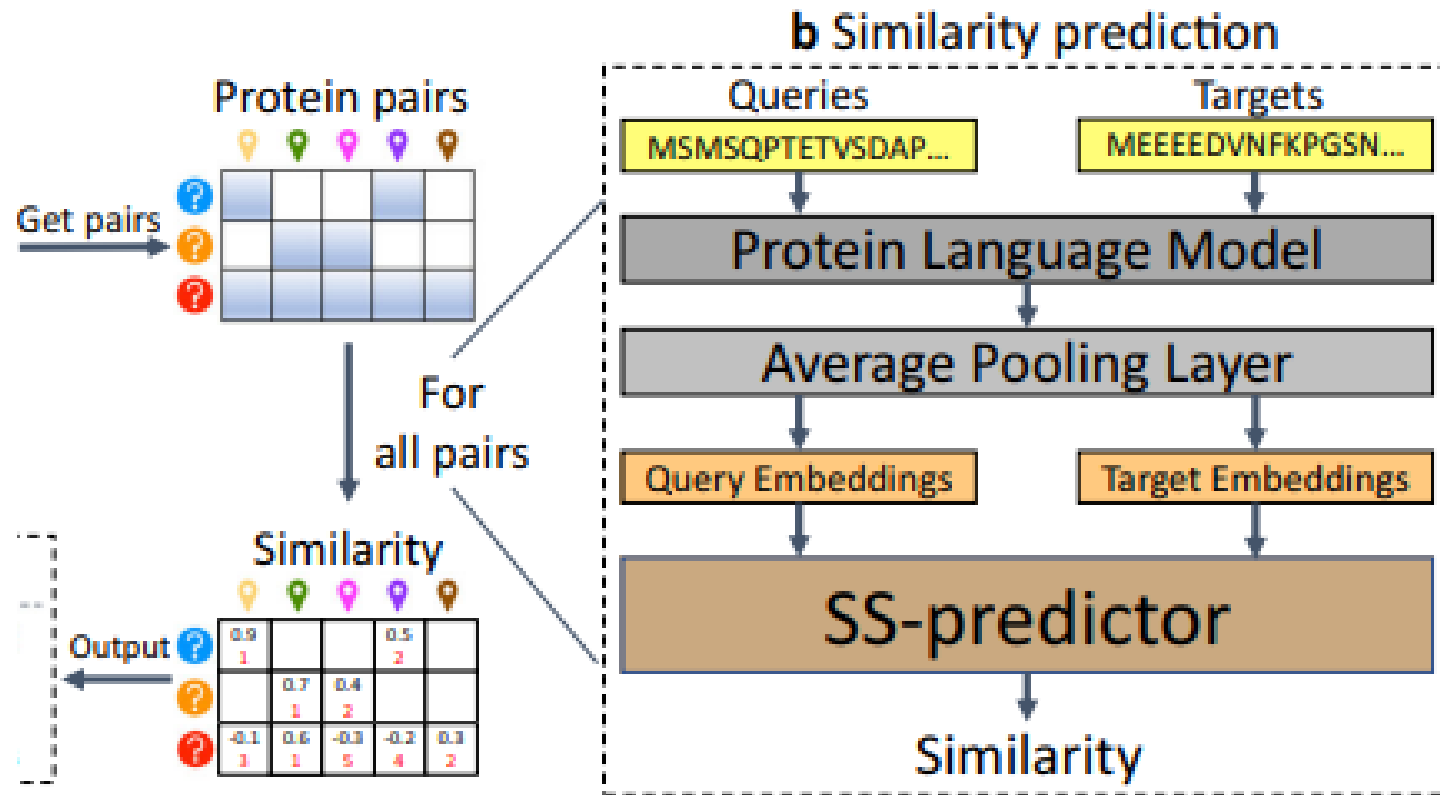 b Similarity prediction
Protein pairs
Queries
Targets
MSMSQPTETVSDAP...
MEEEEDVNFKPGSN...
Get pairs
?
?
?
Protein Language Model
Average Pooling Layer
For
all pairs
Query Embeddings
Target Embeddings
Similarity
SS-predictor
Output
? 0.9 0.5
1 2
? 0.7 0.4
1 2
? -0.1 0.6 -0.3 -0.2 0.3
3 1 5 4 2
Similarity